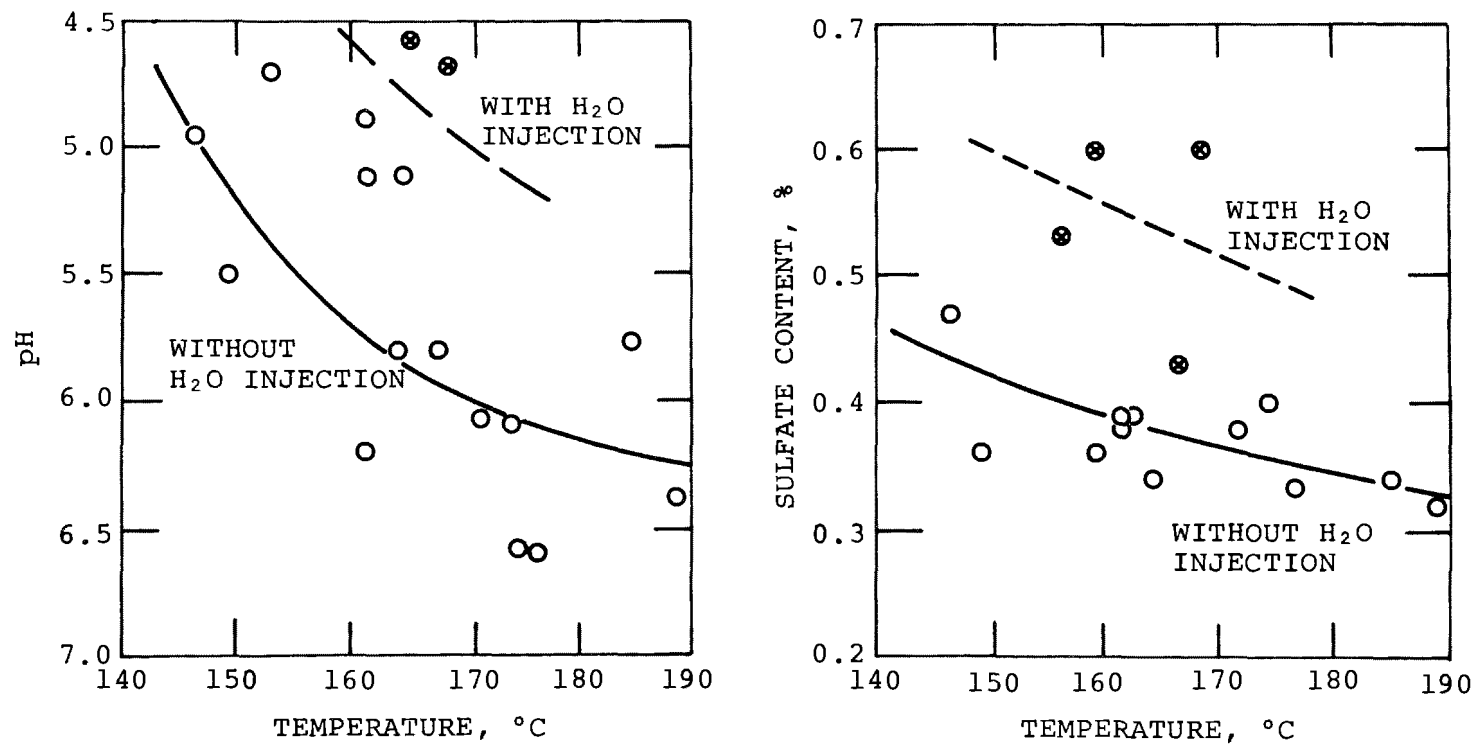 4.5
5.0
5.5
6.0
6.5
7.0
pH
WITH H₂O
INJECTION
WITHOUT
H₂O INJECTION
140 150 160 170 180 190
TEMPERATURE, °C
0.7
0.6
0.5
0.4
0.3
0.2
SULFATE CONTENT, %
WITH H₂O
INJECTION
WITHOUT H₂O
INJECTION
140 150 160 170 180 190
TEMPERATURE, °C